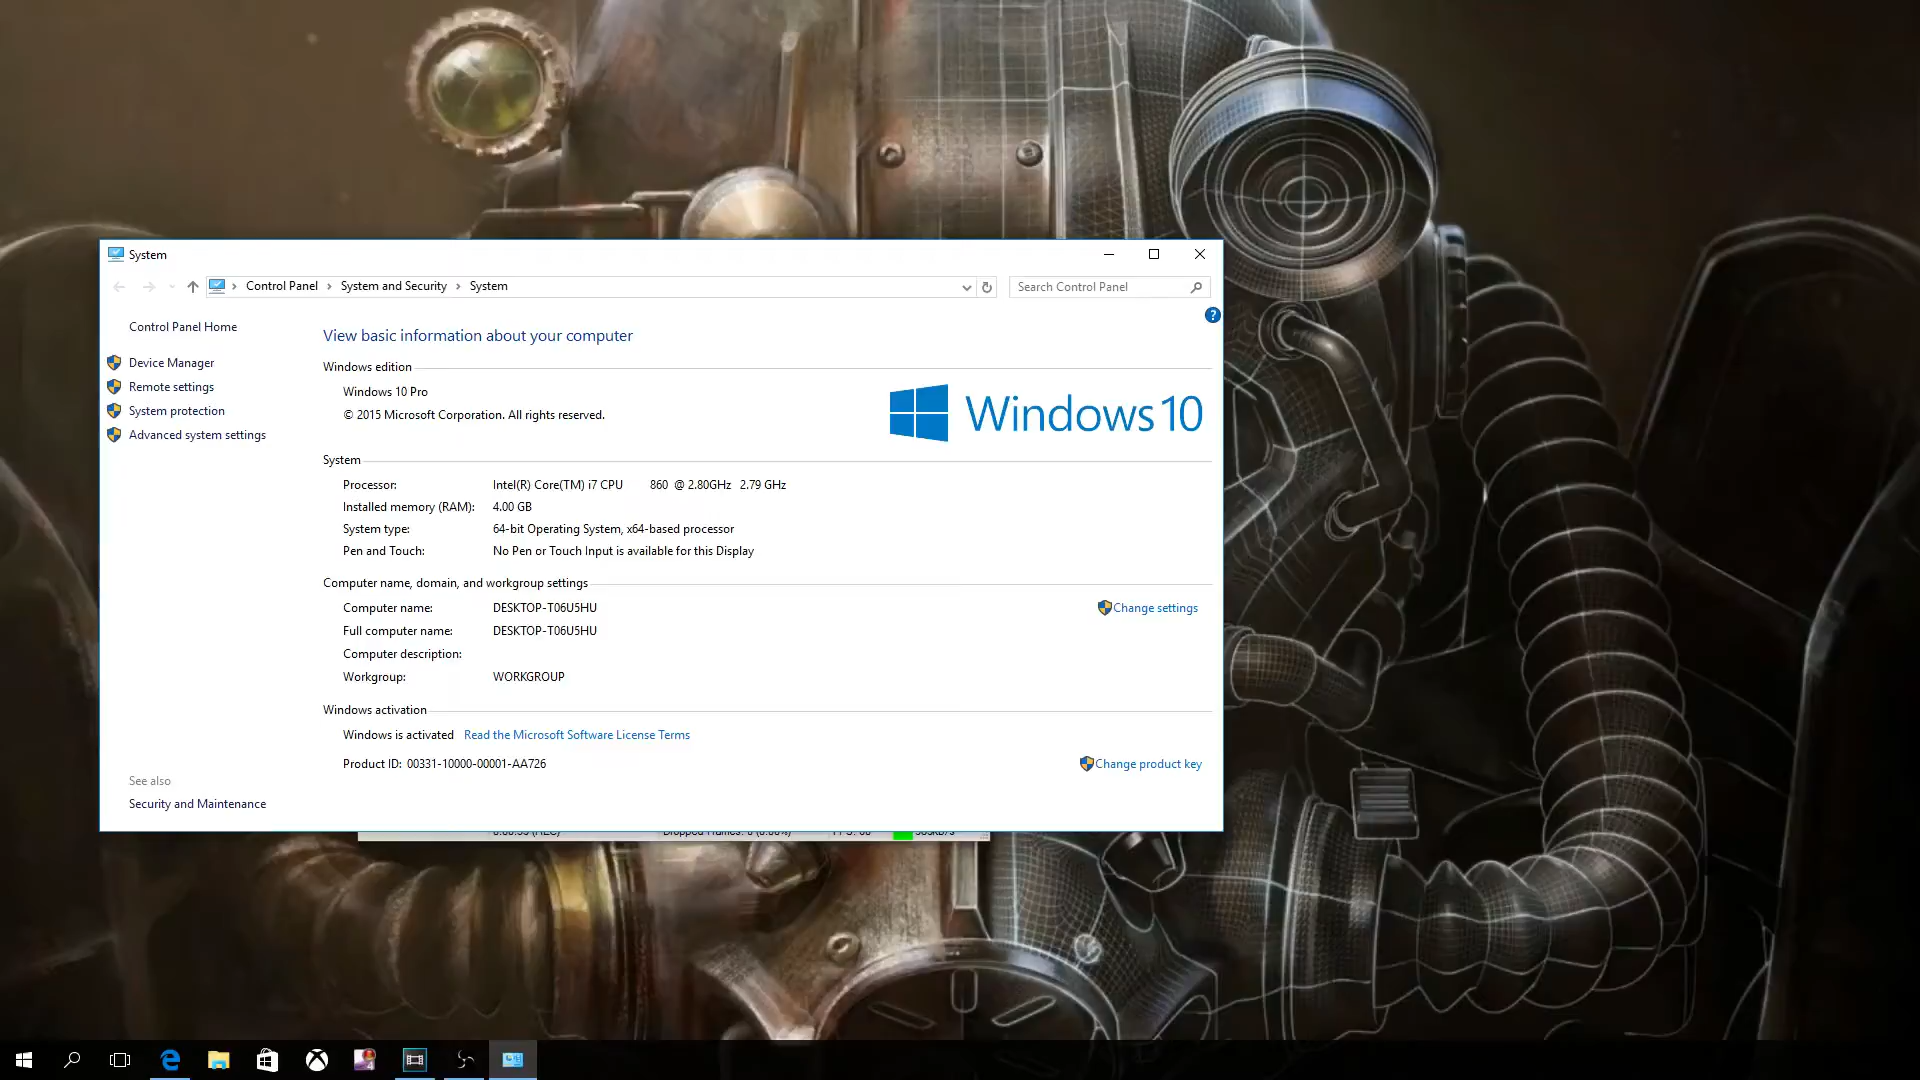 System
Control Panel > System and Security > System
Search Control Panel
?
Control Panel Home
Device Manager
Remote settings
System protection
Advanced system settings
See also
Security and Maintenance
View basic information about your computer
Windows edition
Windows 10 Pro
© 2015 Microsoft Corporation. All rights reserved.
Windows 10
System
Processor: Intel(R) Core(TM) i7 CPU 860 @ 2.80GHz 2.79 GHz
Installed memory (RAM): 4.00 GB
System type: 64-bit Operating System, x64-based processor
Pen and Touch: No Pen or Touch Input is available for this Display
Computer name, domain, and workgroup settings
Computer name: DESKTOP-T06U5HU
Change settings
Full computer name: DESKTOP-T06U5HU
Computer description:
Workgroup: WORKGROUP
Windows activation
Windows is activated Read the Microsoft Software License Terms
Product ID: 00331-10000-00001-AA726
Change product key
4